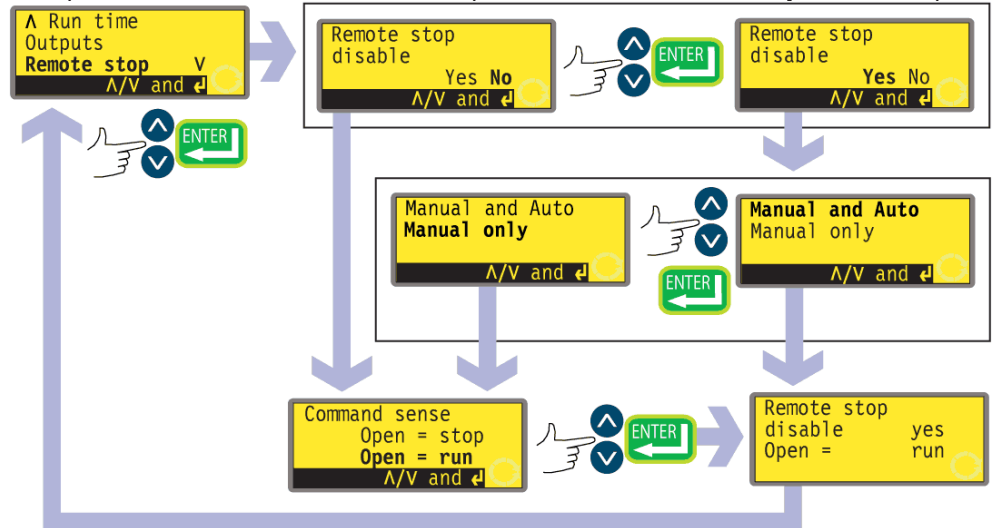 Λ Run time
Outputs
Remote stop V
Λ/V and ↲
ENTER
Remote stop
disable
Yes No
Λ/V and ↲
ENTER
Remote stop
disable
Yes No
Λ/V and ↲
Manual and Auto
Manual only
Λ/V and ↲
ENTER
Manual and Auto
Manual only
Λ/V and ↲
Command sense
Open = stop
Open = run
Λ/V and ↲
ENTER
Remote stop
disable yes
Open = run